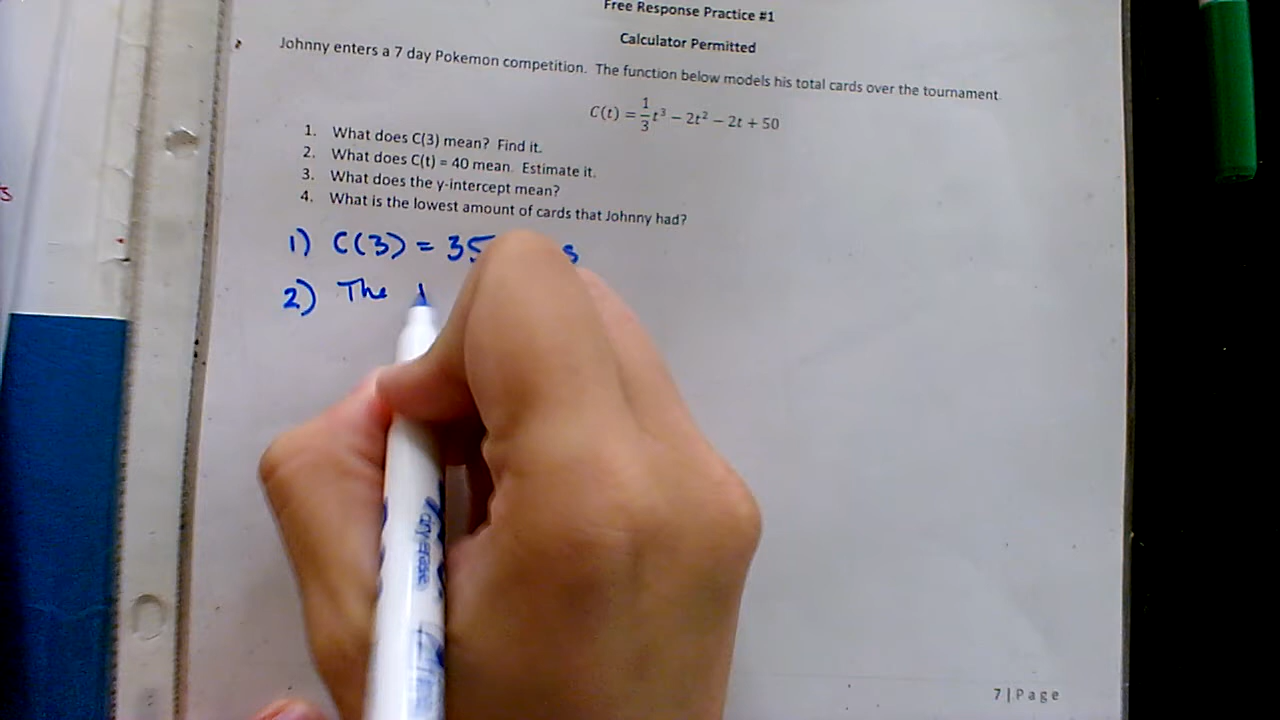 Free Response Practice #1
Calculator Permitted
Johnny enters a 7 day Pokemon competition. The function below models his total cards over the tournament.
C(t) = 1/3 t³ − 2t² − 2t + 50
1. What does C(3) mean? Find it.
2. What does C(t) = 40 mean. Estimate it.
3. What does the y-intercept mean?
4. What is the lowest amount of cards that Johnny had?
1) C(3) = 35
2) The
7 | Page